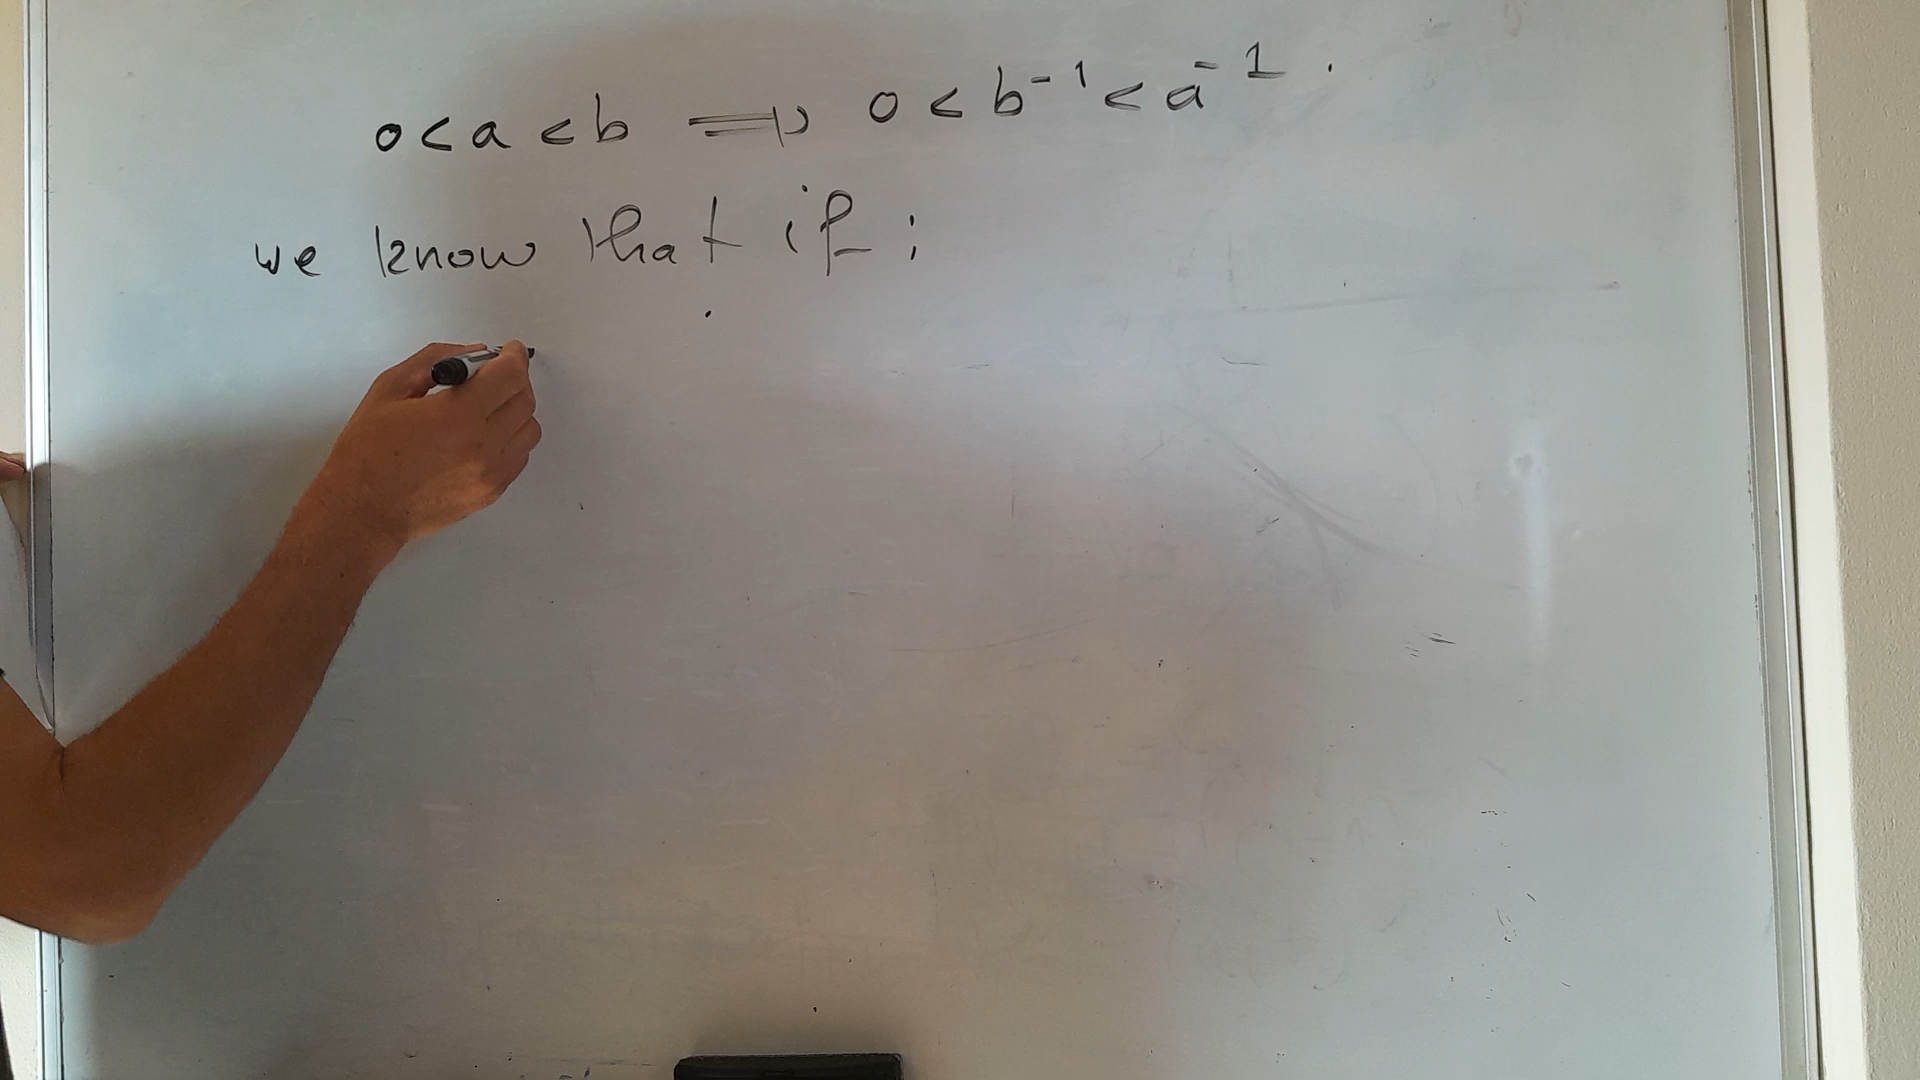 0 < a < b ⟹ 0 < b⁻¹ < a⁻¹ .
we know that if :